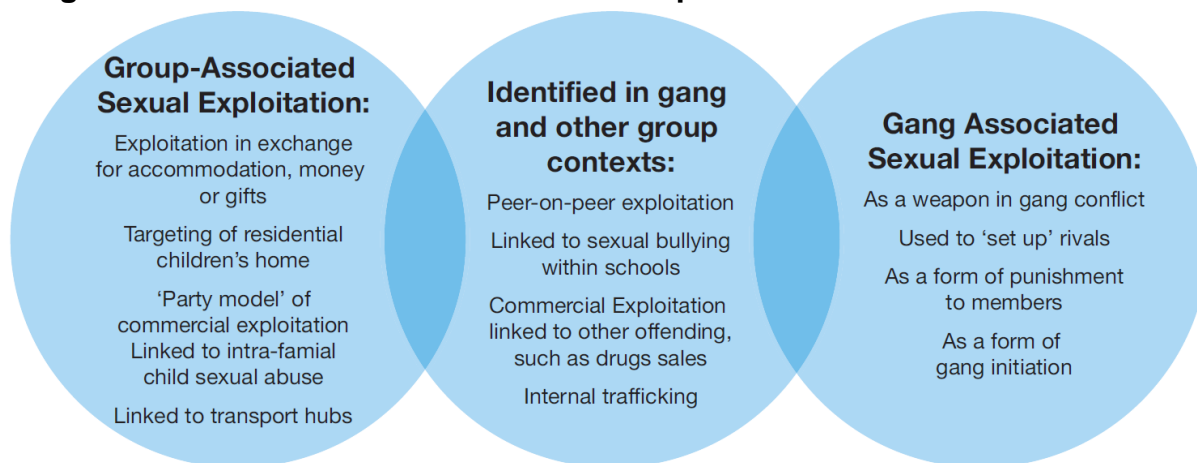 Group-Associated
Sexual Exploitation:
Exploitation in exchange
for accommodation, money
or gifts
Targeting of residential
children's home
‘Party model’ of
commercial exploitation
Linked to intra-famial
child sexual abuse
Linked to transport hubs
Identified in gang
and other group
contexts:
Peer-on-peer exploitation
Linked to sexual bullying
within schools
Commercial Exploitation
linked to other offending,
such as drugs sales
Internal trafficking
Gang Associated
Sexual Exploitation:
As a weapon in gang conflict
Used to ‘set up’ rivals
As a form of punishment
to members
As a form of
gang initiation